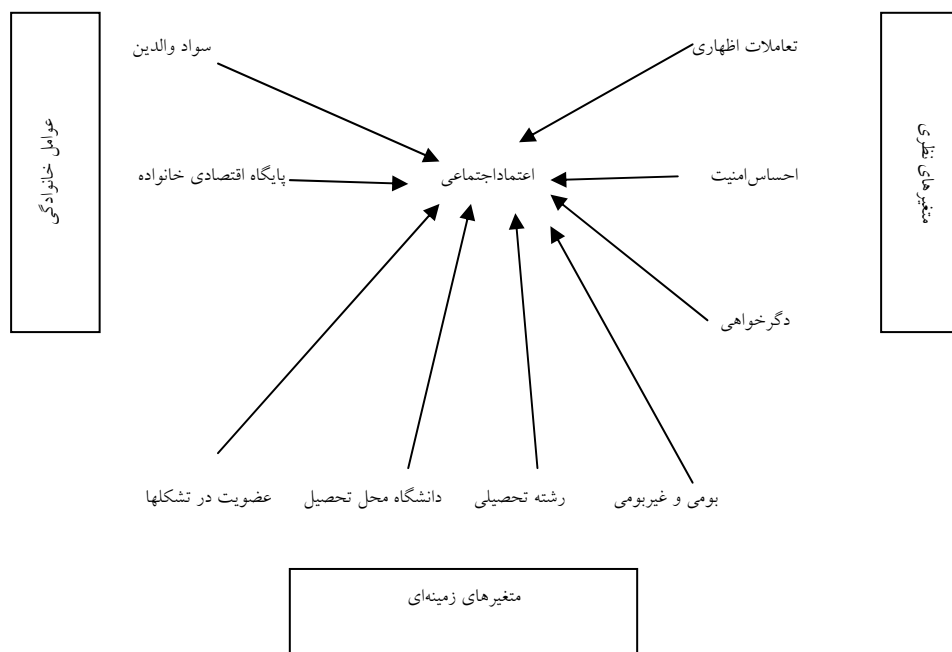 تعاملات اظهاری
سواد والدین
متغیرهای نظری
عوامل خانوادگی
احساس‌امنیت
اعتماداجتماعی
پایگاه اقتصادی خانواده
دگرخواهی
بومی و غیربومی
رشته تحصیلی
دانشگاه محل تحصیل
عضویت در تشکلها
متغیرهای زمینه‌ای